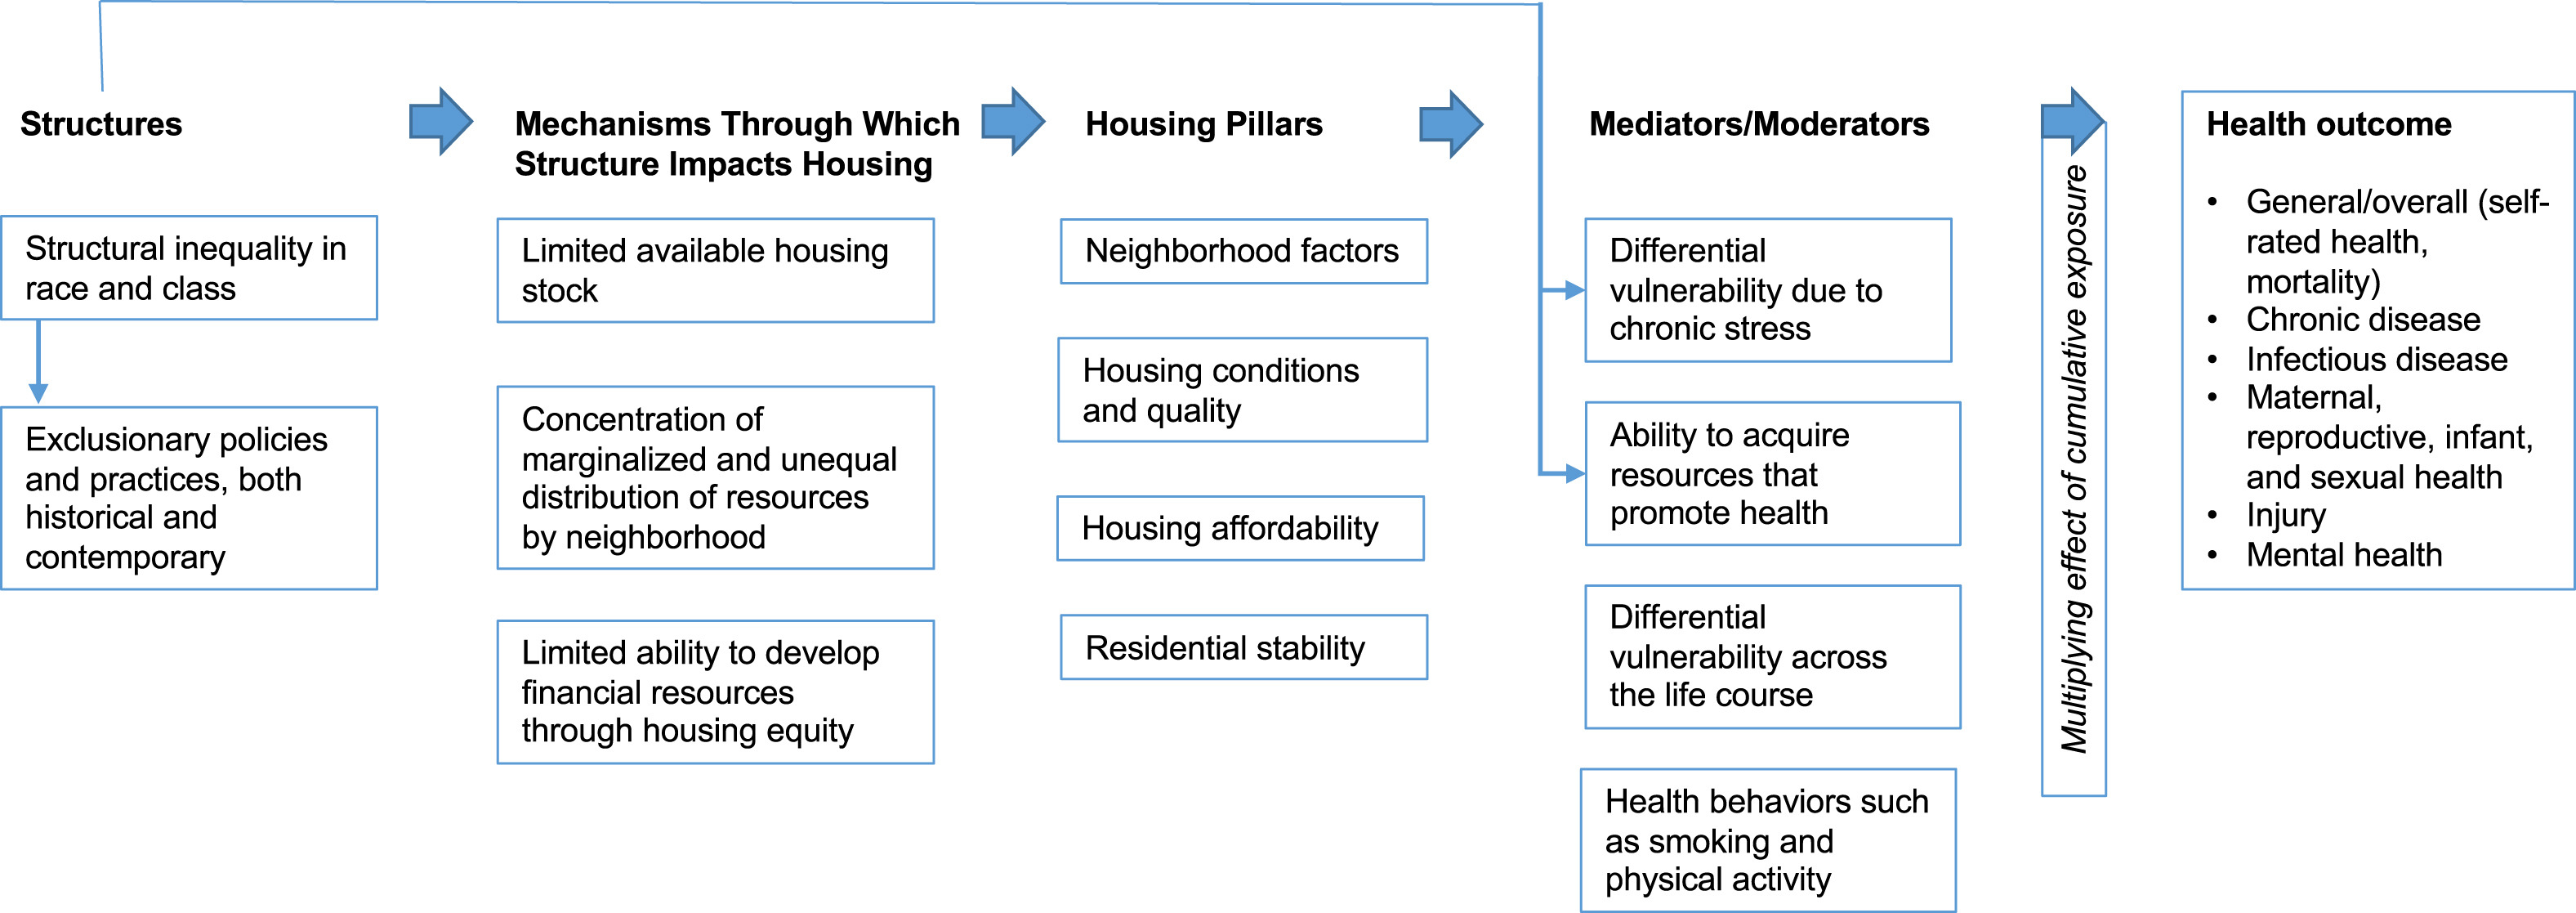 Structures
Structural inequality in
race and class
Exclusionary policies
and practices, both
historical and
contemporary
Mechanisms Through Which
Structure Impacts Housing
Limited available housing
stock
Concentration of
marginalized and unequal
distribution of resources
by neighborhood
Limited ability to develop
financial resources
through housing equity
Housing Pillars
Neighborhood factors
Housing conditions
and quality
Housing affordability
Residential stability
Mediators/Moderators
Differential
vulnerability due to
chronic stress
Ability to acquire
resources that
promote health
Differential
vulnerability across
the life course
Health behaviors such
as smoking and
physical activity
Multiplying effect of cumulative exposure
Health outcome
• General/overall (self-
rated health,
mortality)
• Chronic disease
• Infectious disease
• Maternal,
reproductive, infant,
and sexual health
• Injury
• Mental health